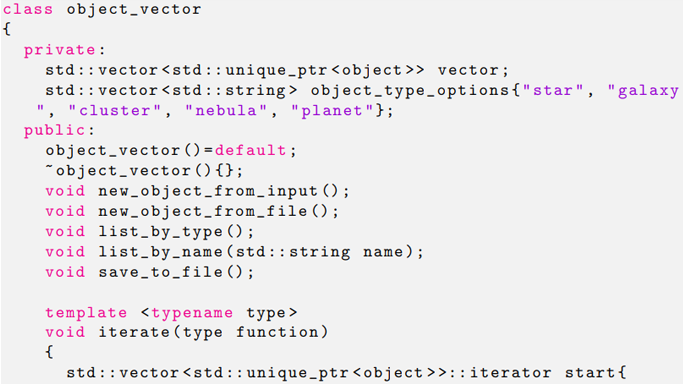 class object_vector
{
private:
std::vector<std::unique_ptr<object>> vector;
std::vector<std::string> object_type_options{"star", "galaxy
", "cluster", "nebula", "planet"};
public:
object_vector()=default;
~object_vector(){};
void new_object_from_input();
void new_object_from_file();
void list_by_type();
void list_by_name(std::string name);
void save_to_file();
template <typename type>
void iterate(type function)
{
std::vector<std::unique_ptr<object>>::iterator start{